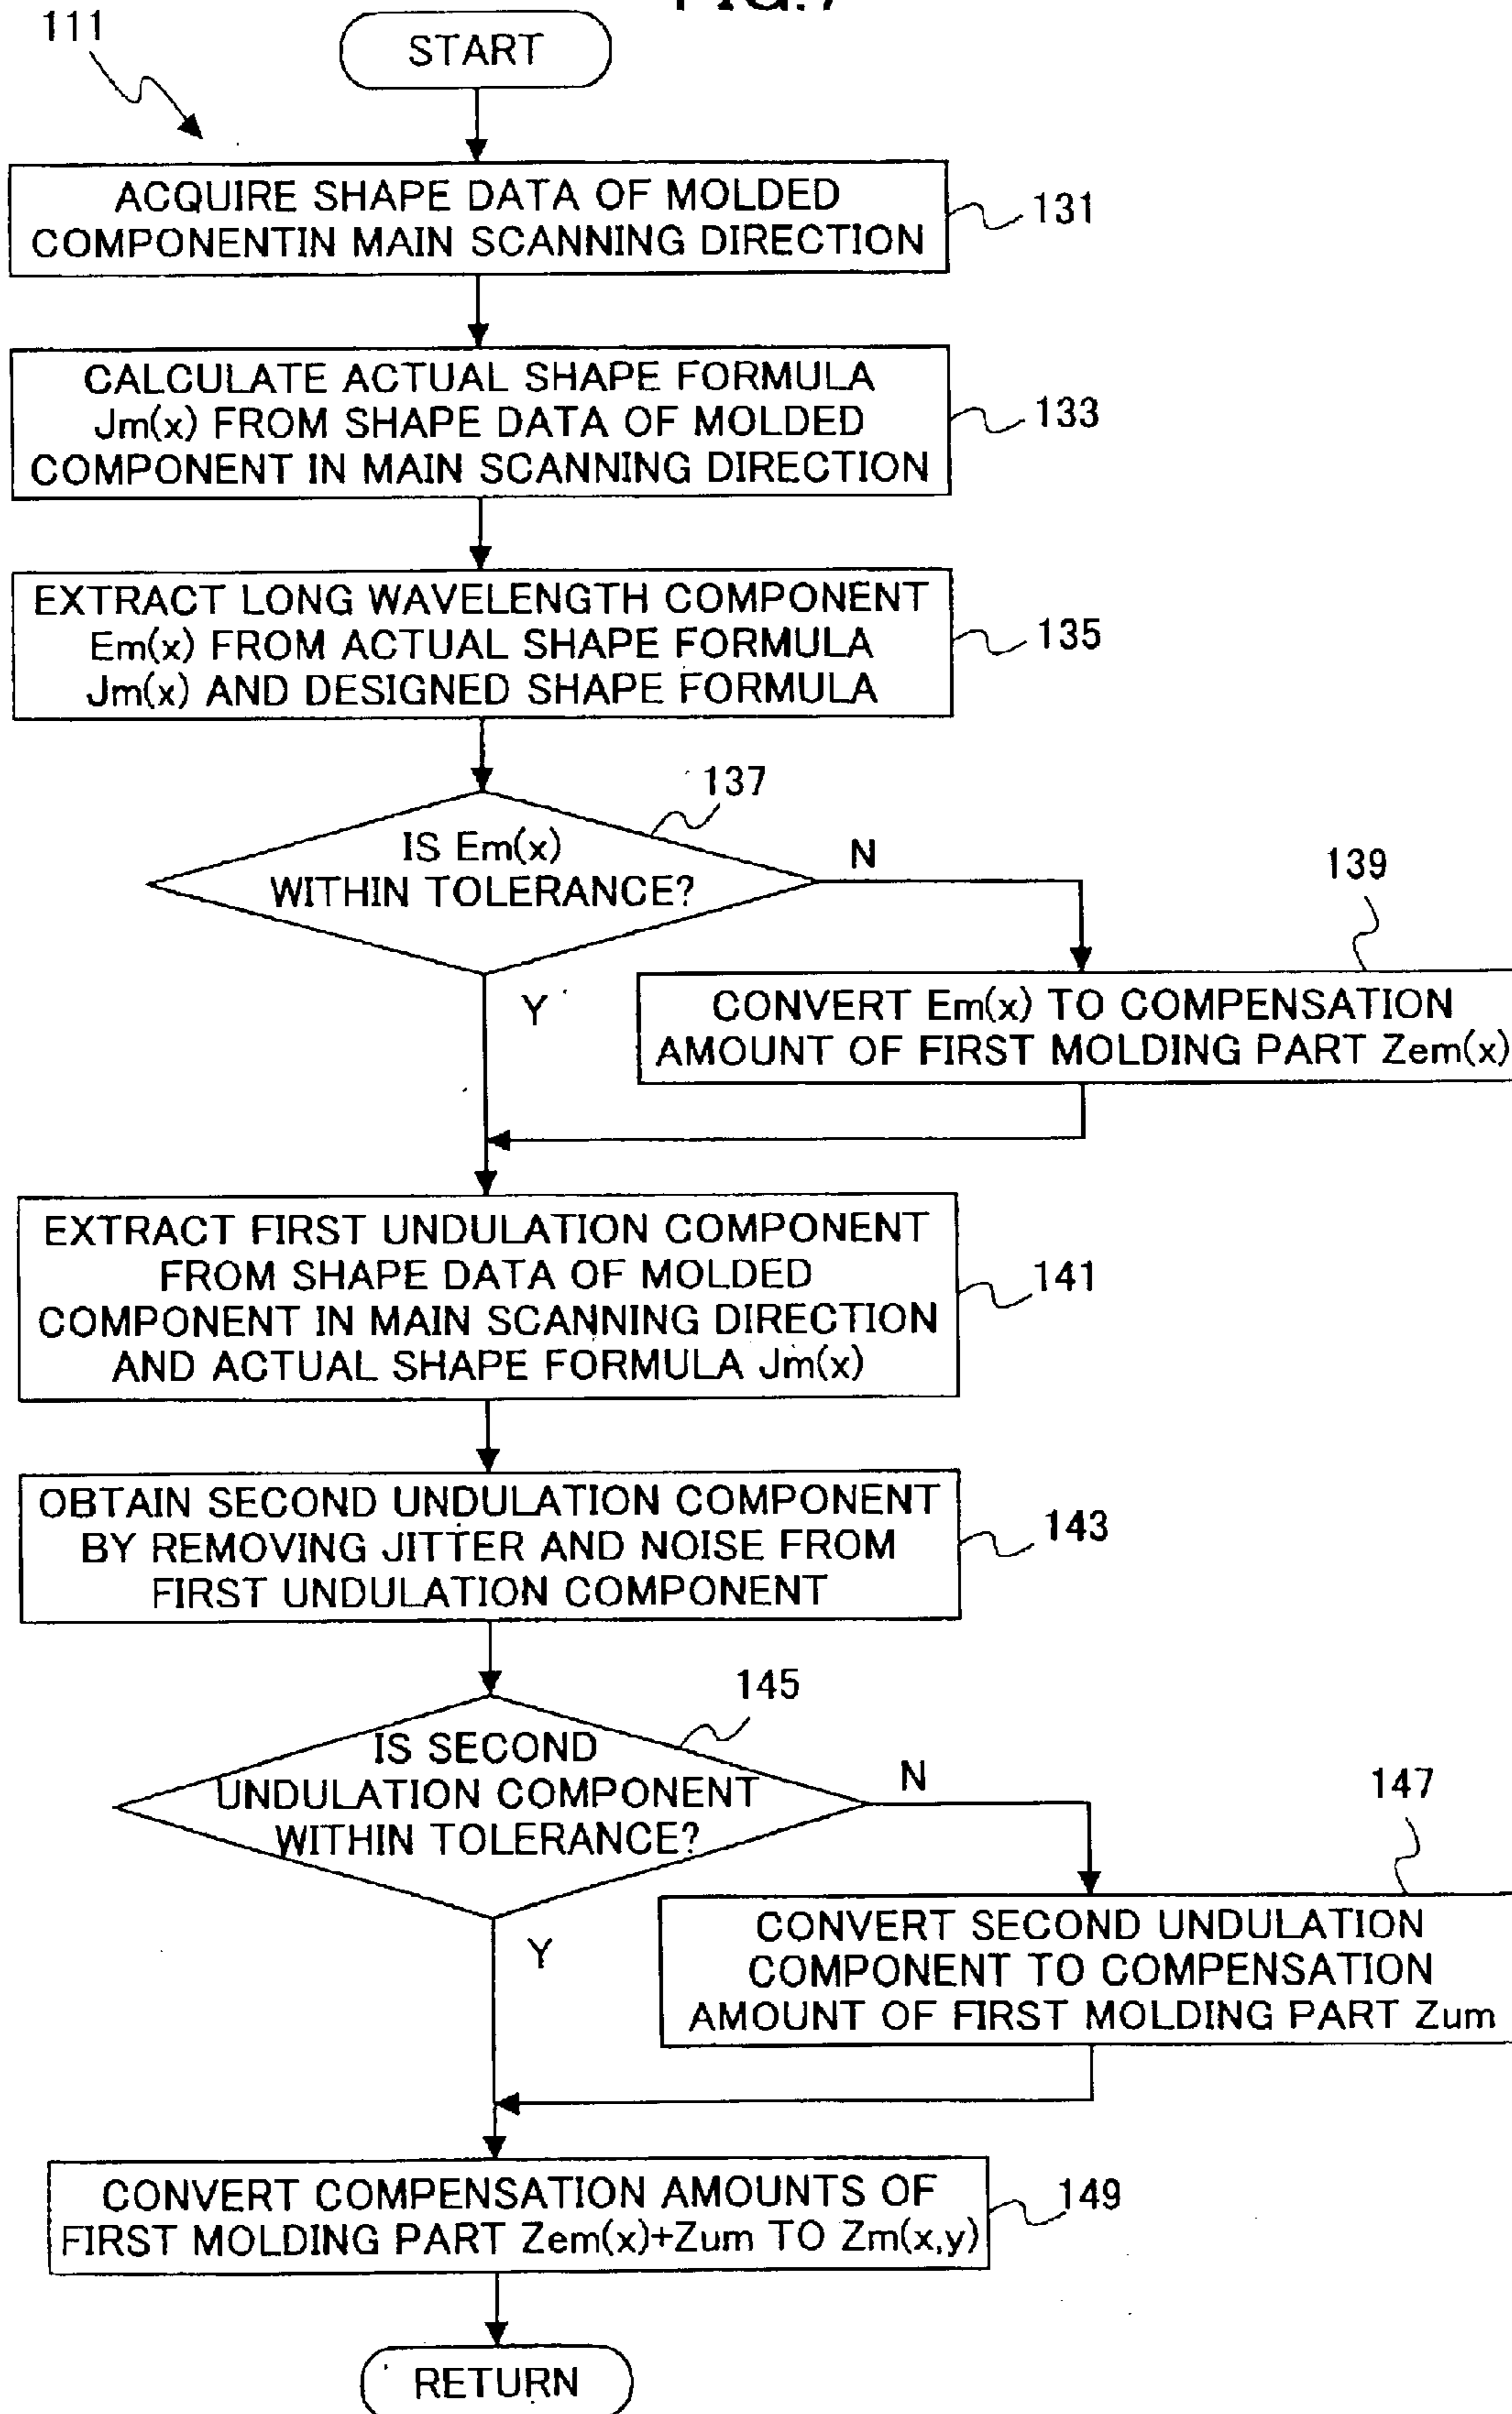 FIG.7
111
START
ACQUIRE SHAPE DATA OF MOLDED
COMPONENTIN MAIN SCANNING DIRECTION
131
CALCULATE ACTUAL SHAPE FORMULA
Jm(x) FROM SHAPE DATA OF MOLDED
COMPONENT IN MAIN SCANNING DIRECTION
133
EXTRACT LONG WAVELENGTH COMPONENT
Em(x) FROM ACTUAL SHAPE FORMULA
Jm(x) AND DESIGNED SHAPE FORMULA
135
137
IS Em(x)
WITHIN TOLERANCE?
N
139
Y
CONVERT Em(x) TO COMPENSATION
AMOUNT OF FIRST MOLDING PART Zem(x)
EXTRACT FIRST UNDULATION COMPONENT
FROM SHAPE DATA OF MOLDED
COMPONENT IN MAIN SCANNING DIRECTION
AND ACTUAL SHAPE FORMULA Jm(x)
141
OBTAIN SECOND UNDULATION COMPONENT
BY REMOVING JITTER AND NOISE FROM
FIRST UNDULATION COMPONENT
143
145
IS SECOND
UNDULATION COMPONENT
WITHIN TOLERANCE?
N
147
Y
CONVERT SECOND UNDULATION
COMPONENT TO COMPENSATION
AMOUNT OF FIRST MOLDING PART Zum
CONVERT COMPENSATION AMOUNTS OF
FIRST MOLDING PART Zem(x)+Zum TO Zm(x,y)
149
RETURN